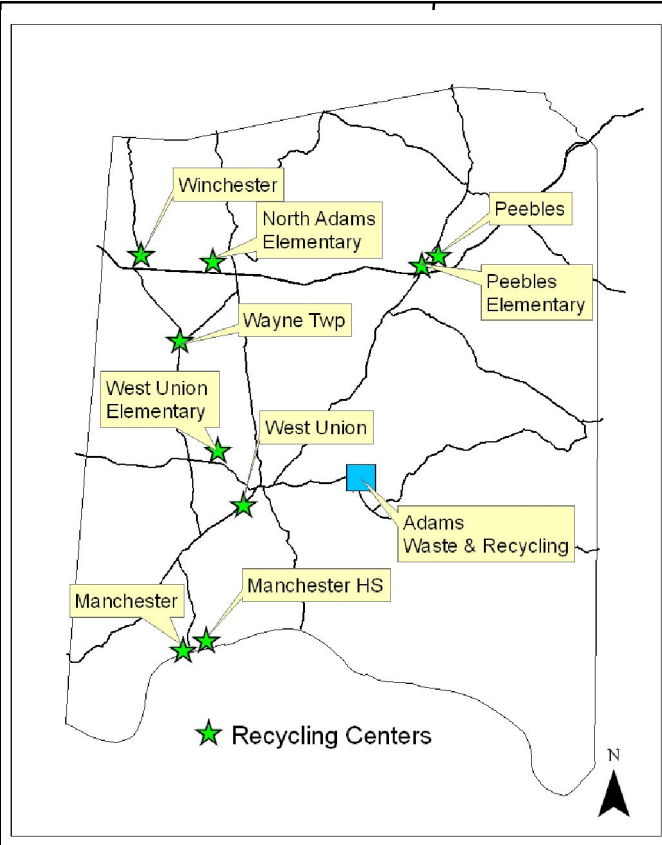 Winchester
North Adams
Elementary
Peebles
Peebles
Elementary
Wayne Twp
West Union
Elementary
West Union
Adams
Waste & Recycling
Manchester HS
Manchester
Recycling Centers
N